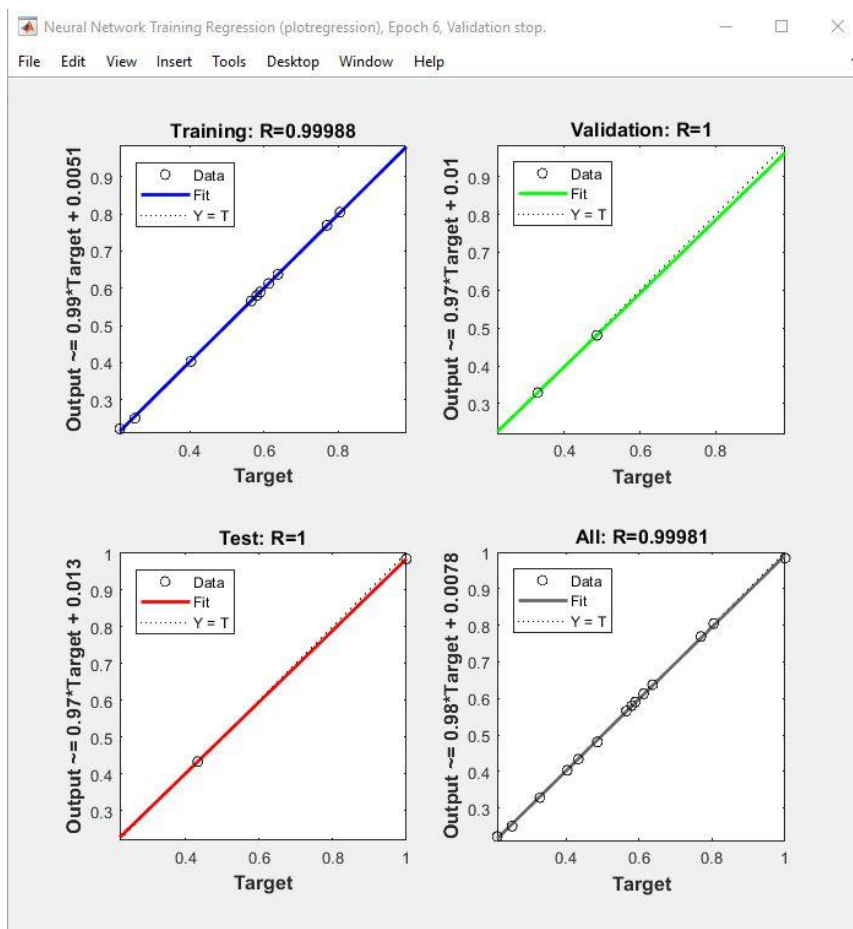 Neural Network Training Regression (plotregression), Epoch 6, Validation stop.
File Edit View Insert Tools Desktop Window Help
Training: R=0.99988
Output ~= 0.99*Target + 0.0051
0.9
0.8
0.7
0.6
0.5
0.4
0.3
Data
Fit
Y = T
0.4 0.6 0.8
Target
Validation: R=1
Output ~= 0.97*Target + 0.01
0.9
0.8
0.7
0.6
0.5
0.4
0.3
Data
Fit
Y = T
0.4 0.6 0.8
Target
Test: R=1
Output ~= 0.97*Target + 0.013
1
0.9
0.8
0.7
0.6
0.5
0.4
0.3
Data
Fit
Y = T
0.4 0.6 0.8 1
Target
All: R=0.99981
Output ~= 0.98*Target + 0.0078
1
0.9
0.8
0.7
0.6
0.5
0.4
0.3
Data
Fit
Y = T
0.4 0.6 0.8 1
Target